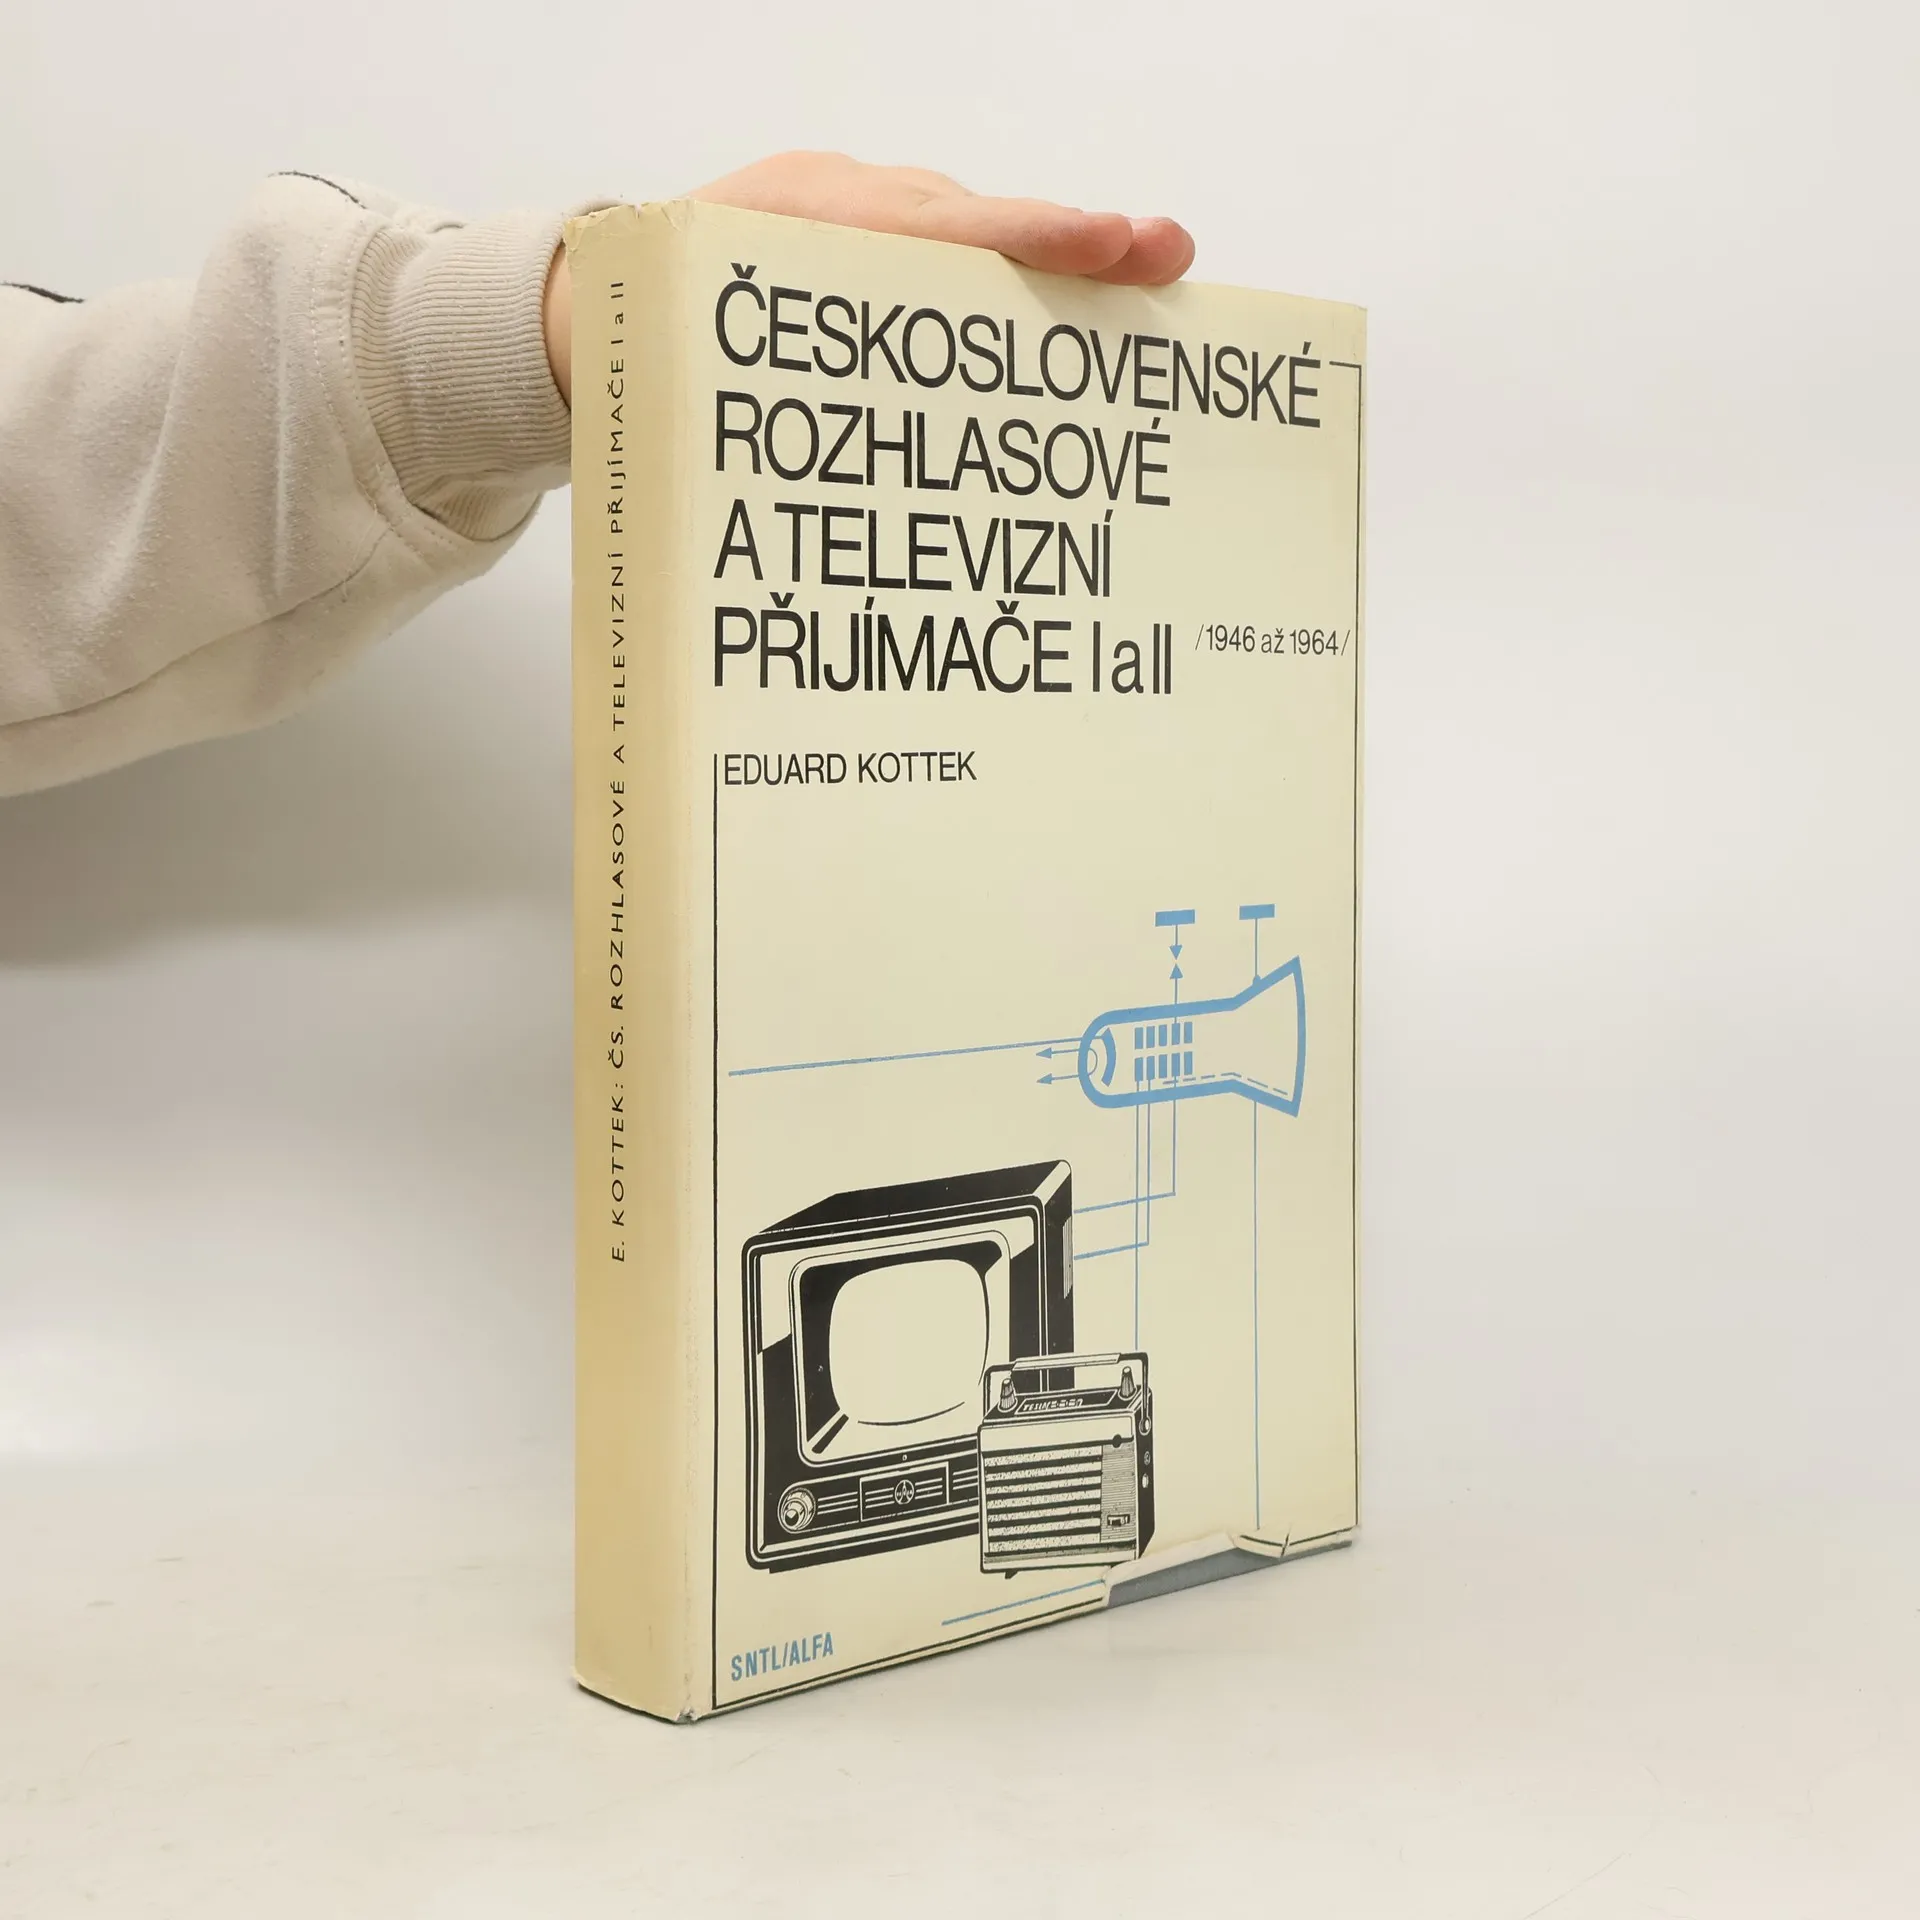 E. KOTTEK: ČS. ROZHLASOVÉ A TELEVIZNÍ PŘIJÍMAČE I a II
ČESKOSLOVENSKÉ
ROZHLASOVÉ
A TELEVIZNÍ
PŘIJÍMAČE I a II /1946 až 1964/
EDUARD KOTTEK
SNTL/ALFA